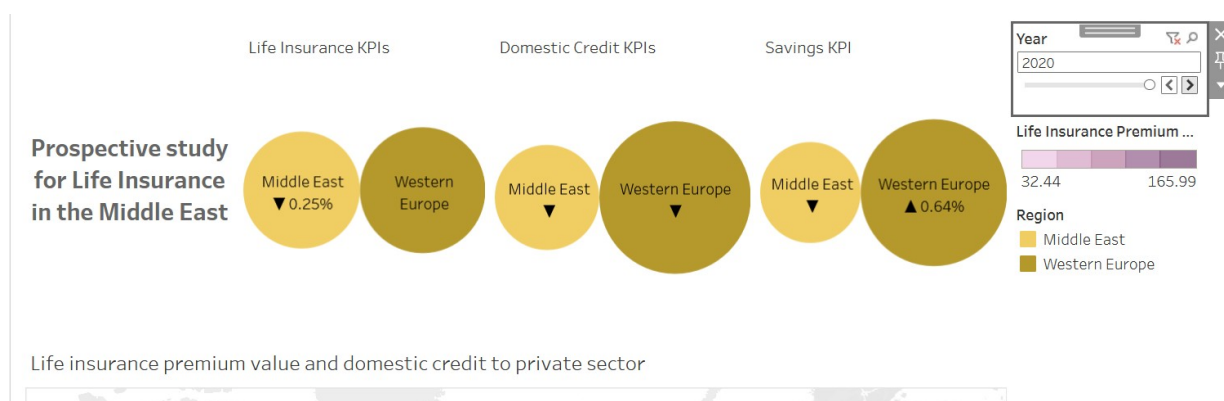 Life Insurance KPIs
Domestic Credit KPIs
Savings KPI
Year
2020
Prospective study
for Life Insurance
in the Middle East
Middle East
▼ 0.25%
Western
Europe
Middle East
▼
Western Europe
▼
Middle East
▼
Western Europe
▲ 0.64%
Life Insurance Premium ...
32.44
165.99
Region
Middle East
Western Europe
Life insurance premium value and domestic credit to private sector